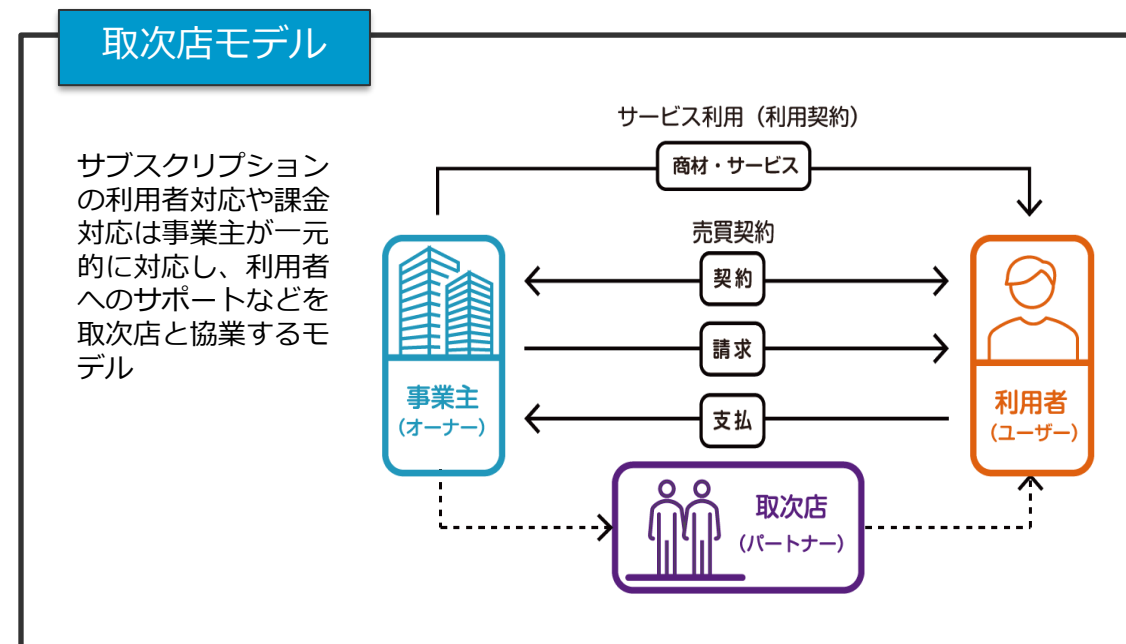 取次店モデル
サブスクリプション
の利用者対応や課金
対応は事業主が一元
的に対応し、利用者
へのサポートなどを
取次店と協業するモ
デル
サービス利用（利用契約）
商材・サービス
売買契約
契約
請求
支払
事業主
（オーナー）
利用者
（ユーザー）
取次店
（パートナー）